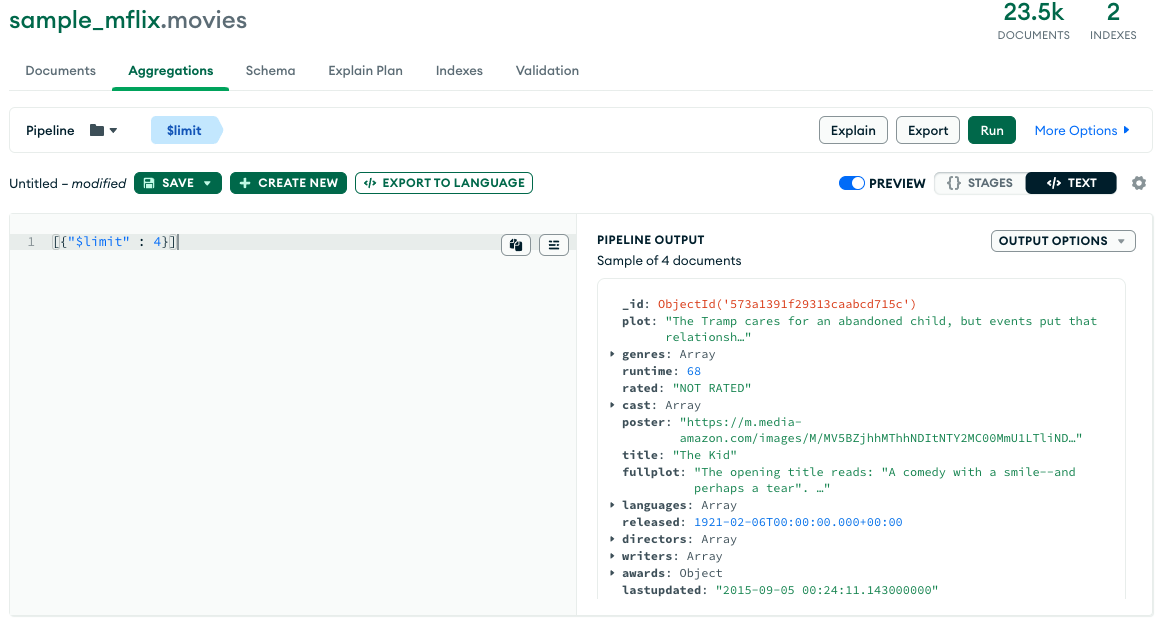 sample_mflix.movies
23.5k
DOCUMENTS
2
INDEXES
Documents Aggregations Schema Explain Plan Indexes Validation
Pipeline $limit Explain Export Run More Options
Untitled – modified SAVE CREATE NEW EXPORT TO LANGUAGE PREVIEW STAGES TEXT
1 [{"$limit" : 4}]
PIPELINE OUTPUT
OUTPUT OPTIONS
Sample of 4 documents
_id: ObjectId('573a1391f29313caabcd715c')
plot: "The Tramp cares for an abandoned child, but events put that
relationsh…"
genres: Array
runtime: 68
rated: "NOT RATED"
cast: Array
poster: "https://m.media-
amazon.com/images/M/MV5BZjhhMThhNDItNTY2MC00MmU1LTliND…"
title: "The Kid"
fullplot: "The opening title reads: "A comedy with a smile--and
perhaps a tear". …"
languages: Array
released: 1921-02-06T00:00:00.000+00:00
directors: Array
writers: Array
awards: Object
lastupdated: "2015-09-05 00:24:11.143000000"